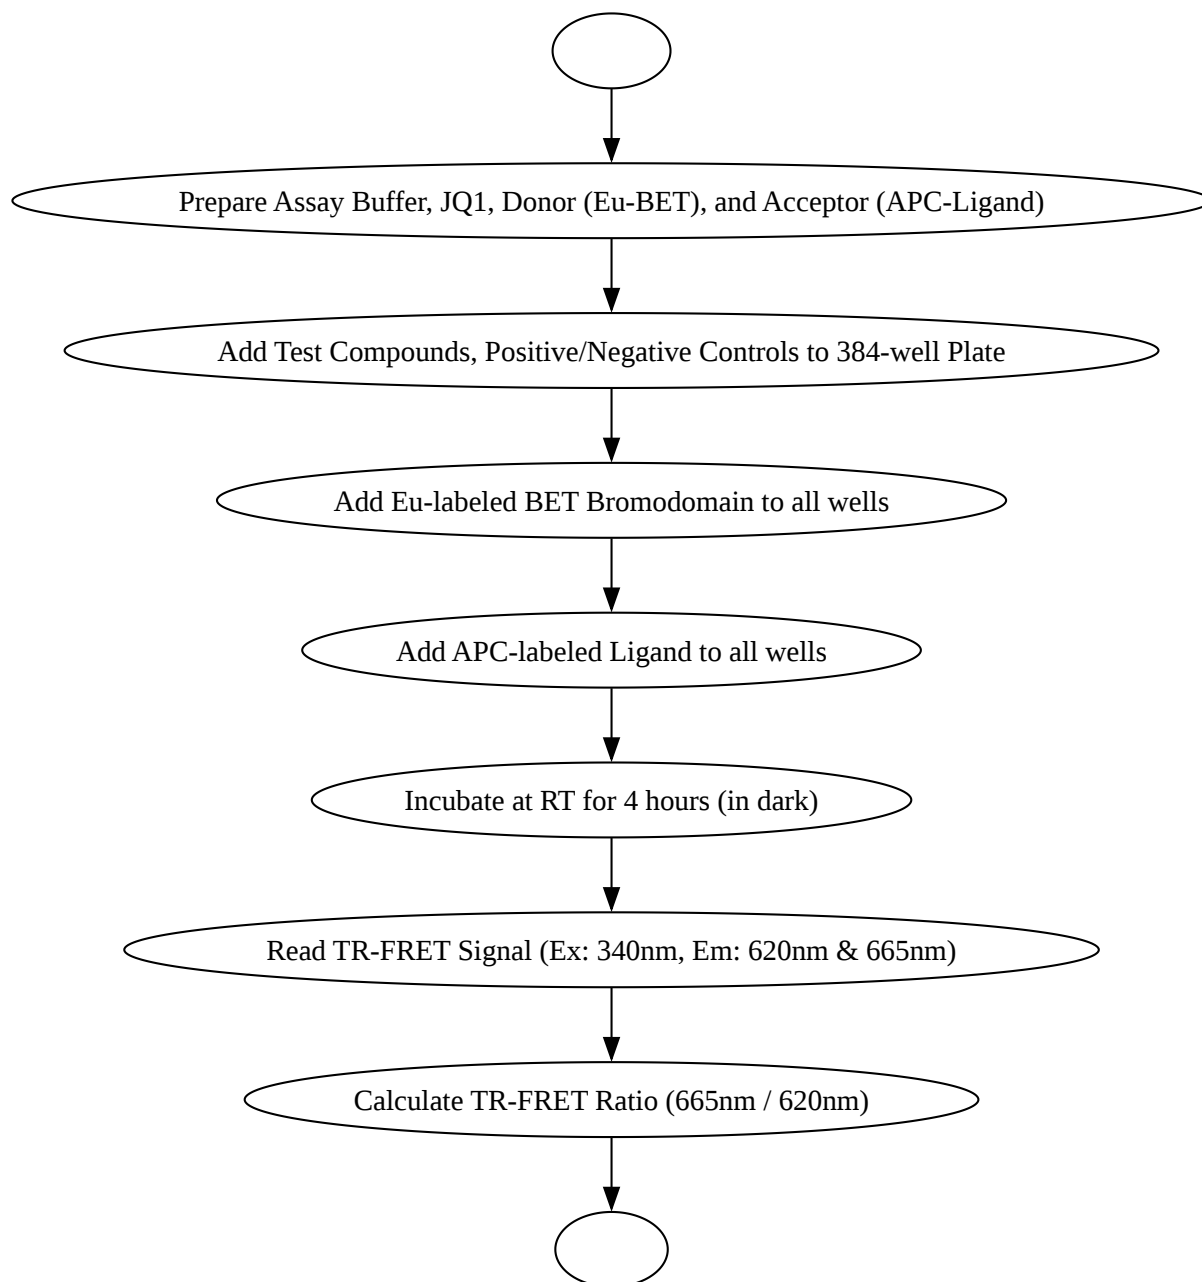 Prepare Assay Buffer, JQ1, Donor (Eu-BET), and Acceptor (APC-Ligand)
Add Test Compounds, Positive/Negative Controls to 384-well Plate
Add Eu-labeled BET Bromodomain to all wells
Add APC-labeled Ligand to all wells
Incubate at RT for 4 hours (in dark)
Read TR-FRET Signal (Ex: 340nm, Em: 620nm & 665nm)
Calculate TR-FRET Ratio (665nm / 620nm)